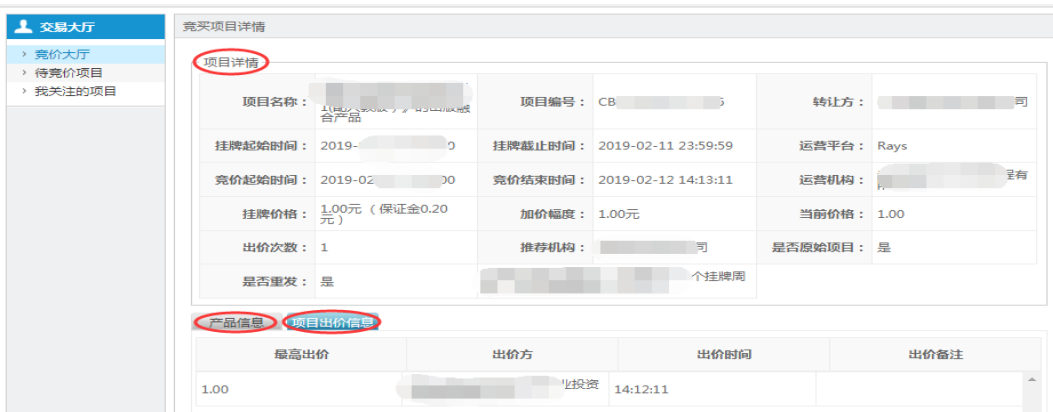 交易大厅
竞买项目详情
竞价大厅
待竞价项目
我关注的项目
项目详情
项目名称： 的出版融
合产品
项目编号： CB
转让方： 司
挂牌起始时间： 2019-
挂牌截止时间： 2019-02-11 23:59:59
运营平台： Rays
竞价起始时间： 2019-02 00
竞价结束时间： 2019-02-12 14:13:11
运营机构： 程有
挂牌价格： 1.00元 （保证金0.20
元）
加价幅度： 1.00元
当前价格： 1.00
出价次数： 1
推荐机构： 司
是否原始项目： 是
是否重发： 是
个挂牌周
产品信息 项目出价信息
最高出价 出价方 出价时间 出价备注
1.00 业投资 14:12:11